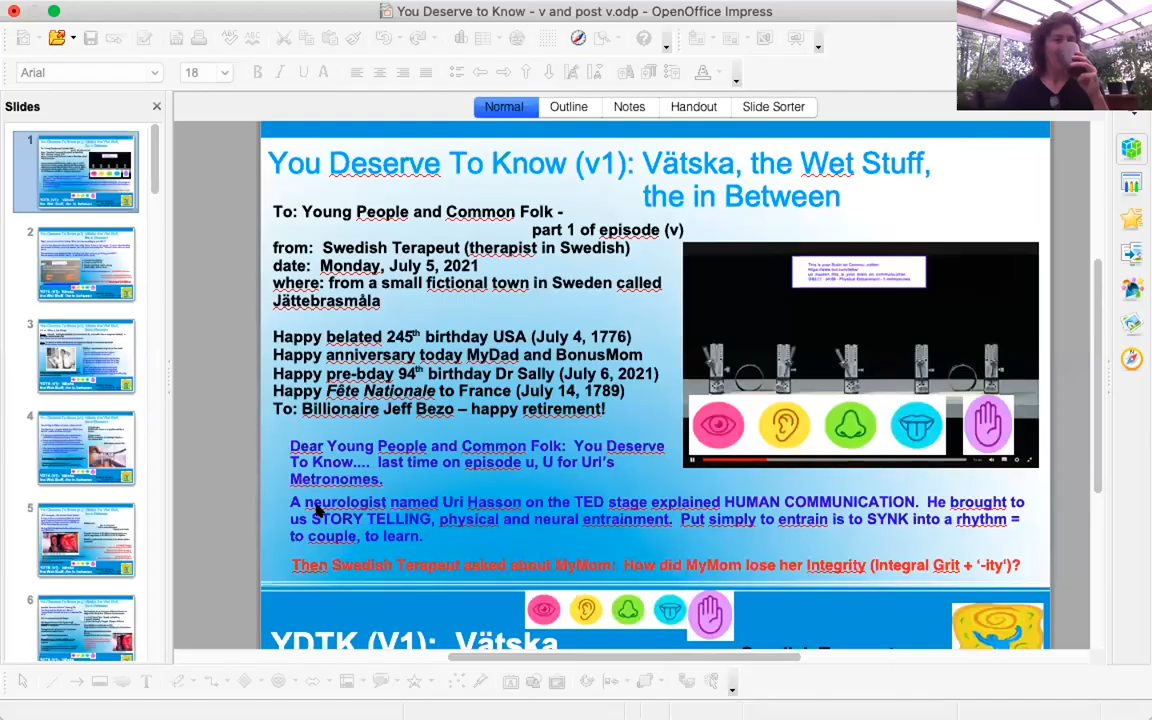 You Deserve to Know - v and post v.odp - OpenOffice Impress
Arial
18
B I U A
Slides
Normal
Outline
Notes
Handout
Slide Sorter
1
2
3
4
5
6
You Deserve To Know (v1): Vätska, the Wet Stuff,
the in Between
To: Young People and Common Folk -
part 1 of episode (v)
from: Swedish Terapeut (therapist in Swedish)
date: Monday, July 5, 2021
where: from a small fictional town in Sweden called
Jättebrasmåla
Happy belated 245th birthday USA (July 4, 1776)
Happy anniversary today MyDad and BonusMom
Happy pre-bday 94th birthday Dr Sally (July 6, 2021)
Happy Fête Nationale to France (July 14, 1789)
To: Billionaire Jeff Bezo – happy retirement!
Dear Young People and Common Folk: You Deserve
To Know.... last time on episode u, U for Uri's
Metronomes.
A neurologist named Uri Hasson on the TED stage explained HUMAN COMMUNICATION. He brought to
us STORY TELLING, physical and neural entrainment. Put simply to entrain is to SYNK into a rhythm =
to couple, to learn.
Then Swedish Terapeut asked about MyMom: How did MyMom lose her Integrity (Integral Grit + '-ity')?
YDTK (V1): Vätska